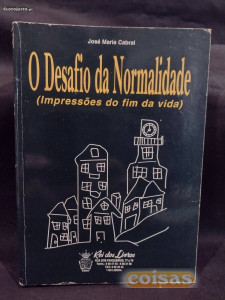 José Maria Cabral
O Desafio da Normalidade
(Impressões do fim da vida)
Rei dos Livros
coisas